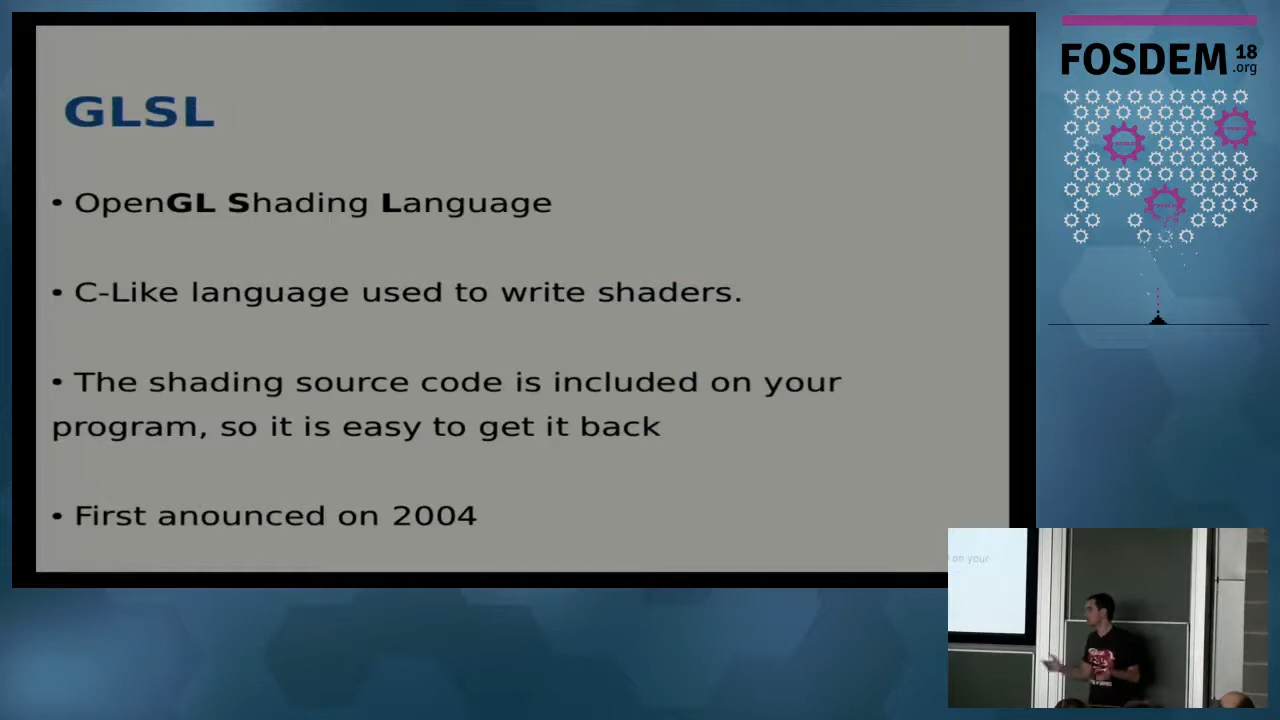 GLSL
• OpenGL Shading Language
• C-Like language used to write shaders.
• The shading source code is included on your
program, so it is easy to get it back
• First anounced on 2004
FOSDEM 18
.org
on your